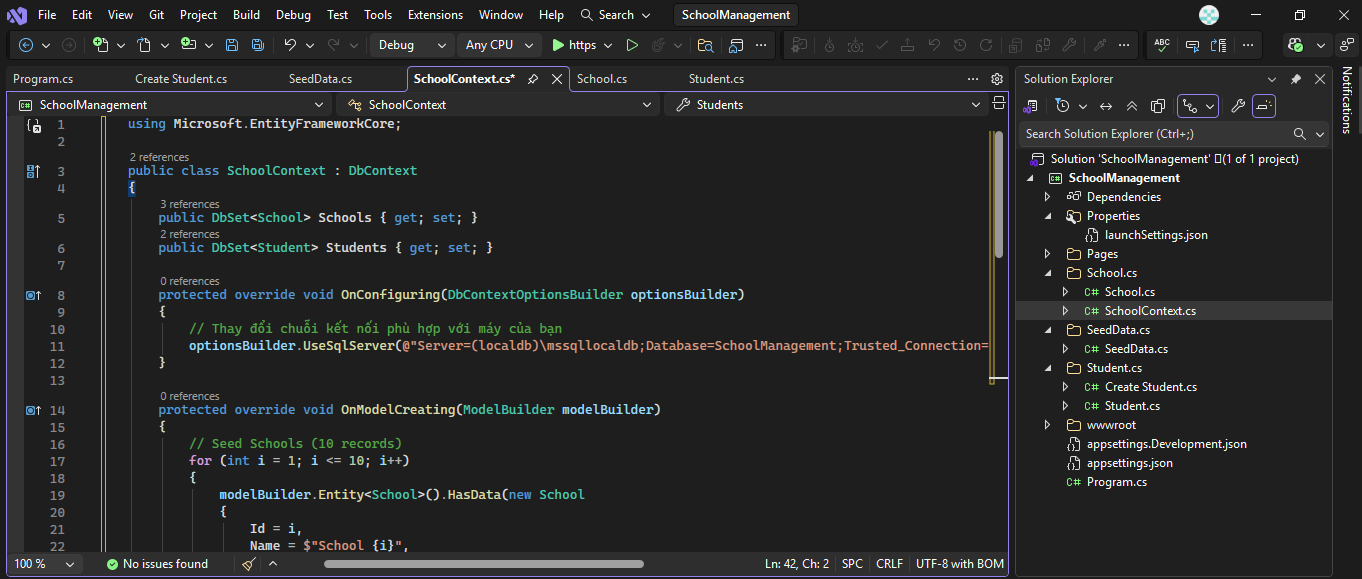 File Edit View Git Project Build Debug Test Tools Extensions Window Help Search SchoolManagement
Debug Any CPU https
Program.cs Create Student.cs SeedData.cs SchoolContext.cs* School.cs Student.cs
SchoolManagement SchoolContext Students
1 using Microsoft.EntityFrameworkCore;
2
2 references
3 public class SchoolContext : DbContext
4 {
3 references
5 public DbSet<School> Schools { get; set; }
2 references
6 public DbSet<Student> Students { get; set; }
7
0 references
8 protected override void OnConfiguring(DbContextOptionsBuilder optionsBuilder)
9 {
10 // Thay đổi chuỗi kết nối phù hợp với máy của bạn
11 optionsBuilder.UseSqlServer(@"Server=(localdb)\mssqllocaldb;Database=SchoolManagement;Trusted_Connection=
12 }
13
0 references
14 protected override void OnModelCreating(ModelBuilder modelBuilder)
15 {
16 // Seed Schools (10 records)
17 for (int i = 1; i <= 10; i++)
18 {
19 modelBuilder.Entity<School>().HasData(new School
20 {
21 Id = i,
22 Name = $"School {i}",
100 % No issues found Ln: 42, Ch: 2 SPC CRLF UTF-8 with BOM
Solution Explorer
Search Solution Explorer (Ctrl+;)
Solution 'SchoolManagement' (1 of 1 project)
SchoolManagement
Dependencies
Properties
launchSettings.json
Pages
School.cs
C# School.cs
C# SchoolContext.cs
SeedData.cs
C# SeedData.cs
Student.cs
C# Create Student.cs
C# Student.cs
wwwroot
appsettings.Development.json
appsettings.json
C# Program.cs
Notifications